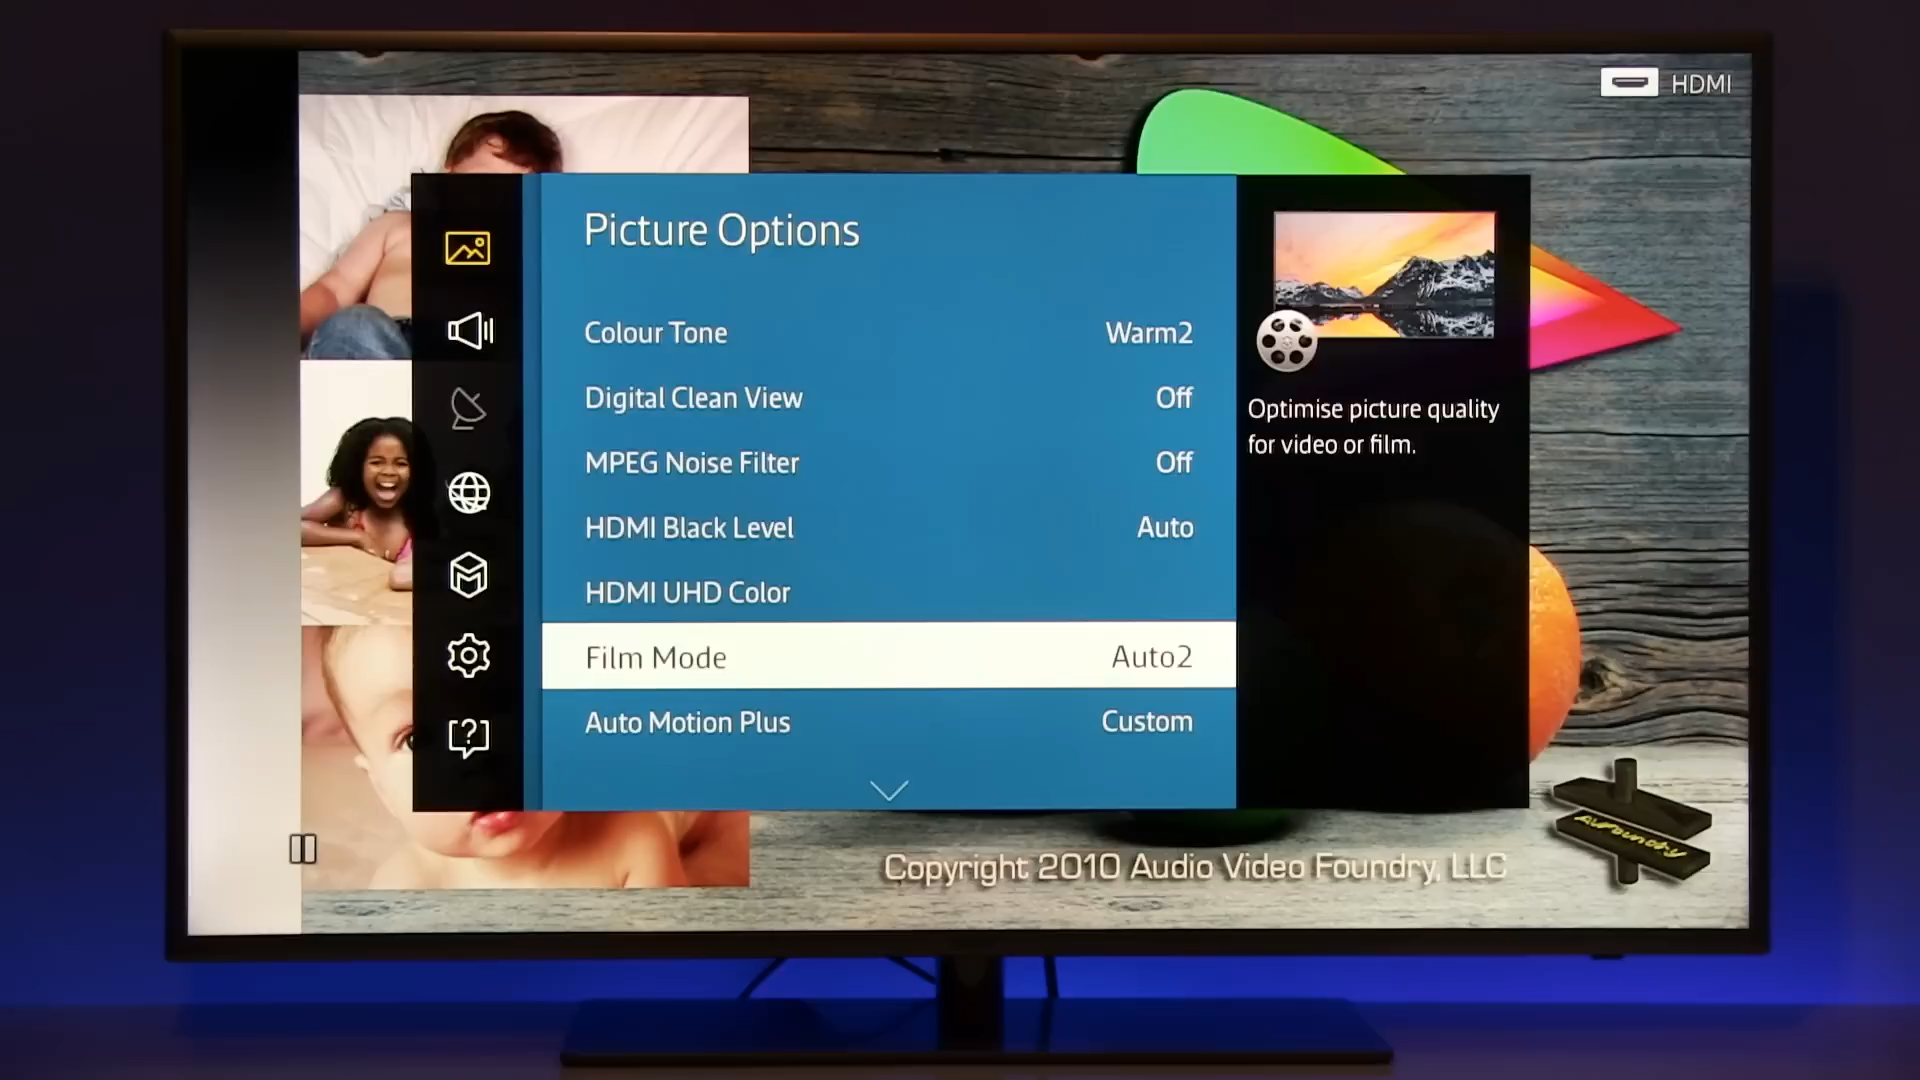 HDMI
Picture Options
Colour Tone Warm2
Digital Clean View Off
MPEG Noise Filter Off
HDMI Black Level Auto
HDMI UHD Color
Film Mode Auto2
Auto Motion Plus Custom
Optimise picture quality
for video or film.
AVFoundry
Copyright 2010 Audio Video Foundry, LLC